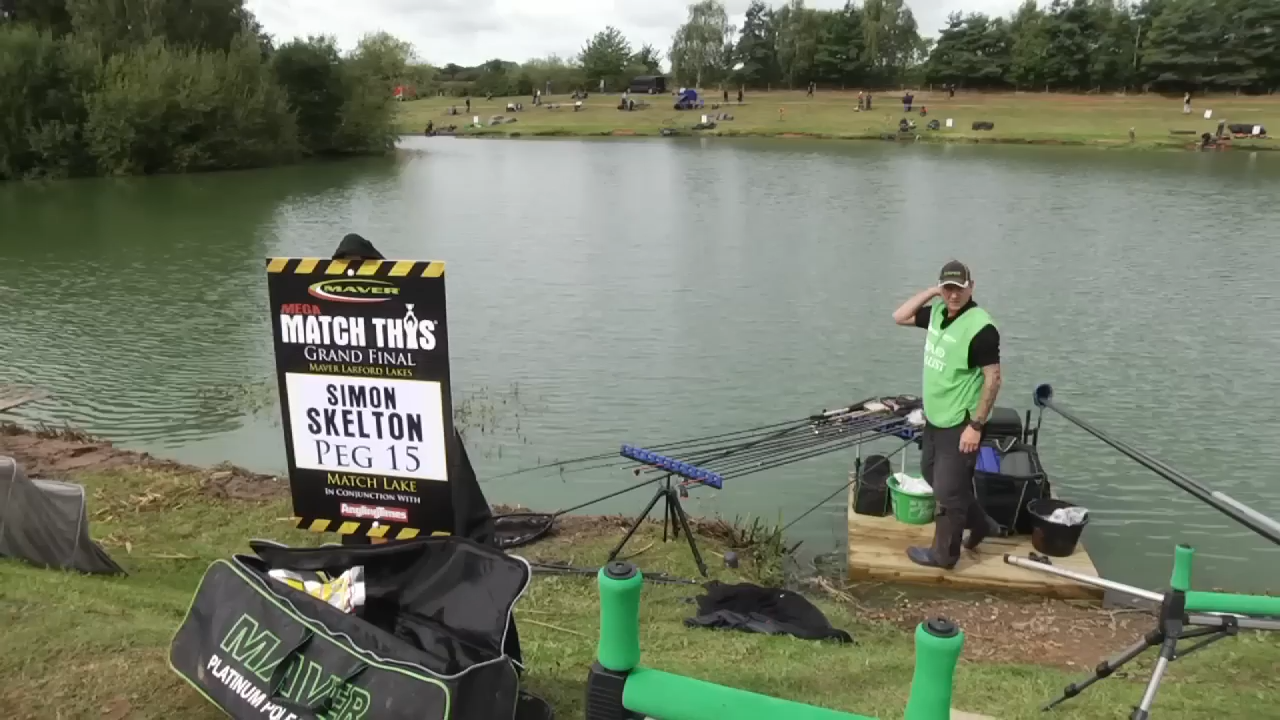 MAVER
MEGA
MATCH THIS
GRAND FINAL
MAVER LARFORD LAKES
SIMON
SKELTON
PEG 15
MATCH LAKE
IN CONJUNCTION WITH
AnglingTimes
MAVER
PLATINUM POLE